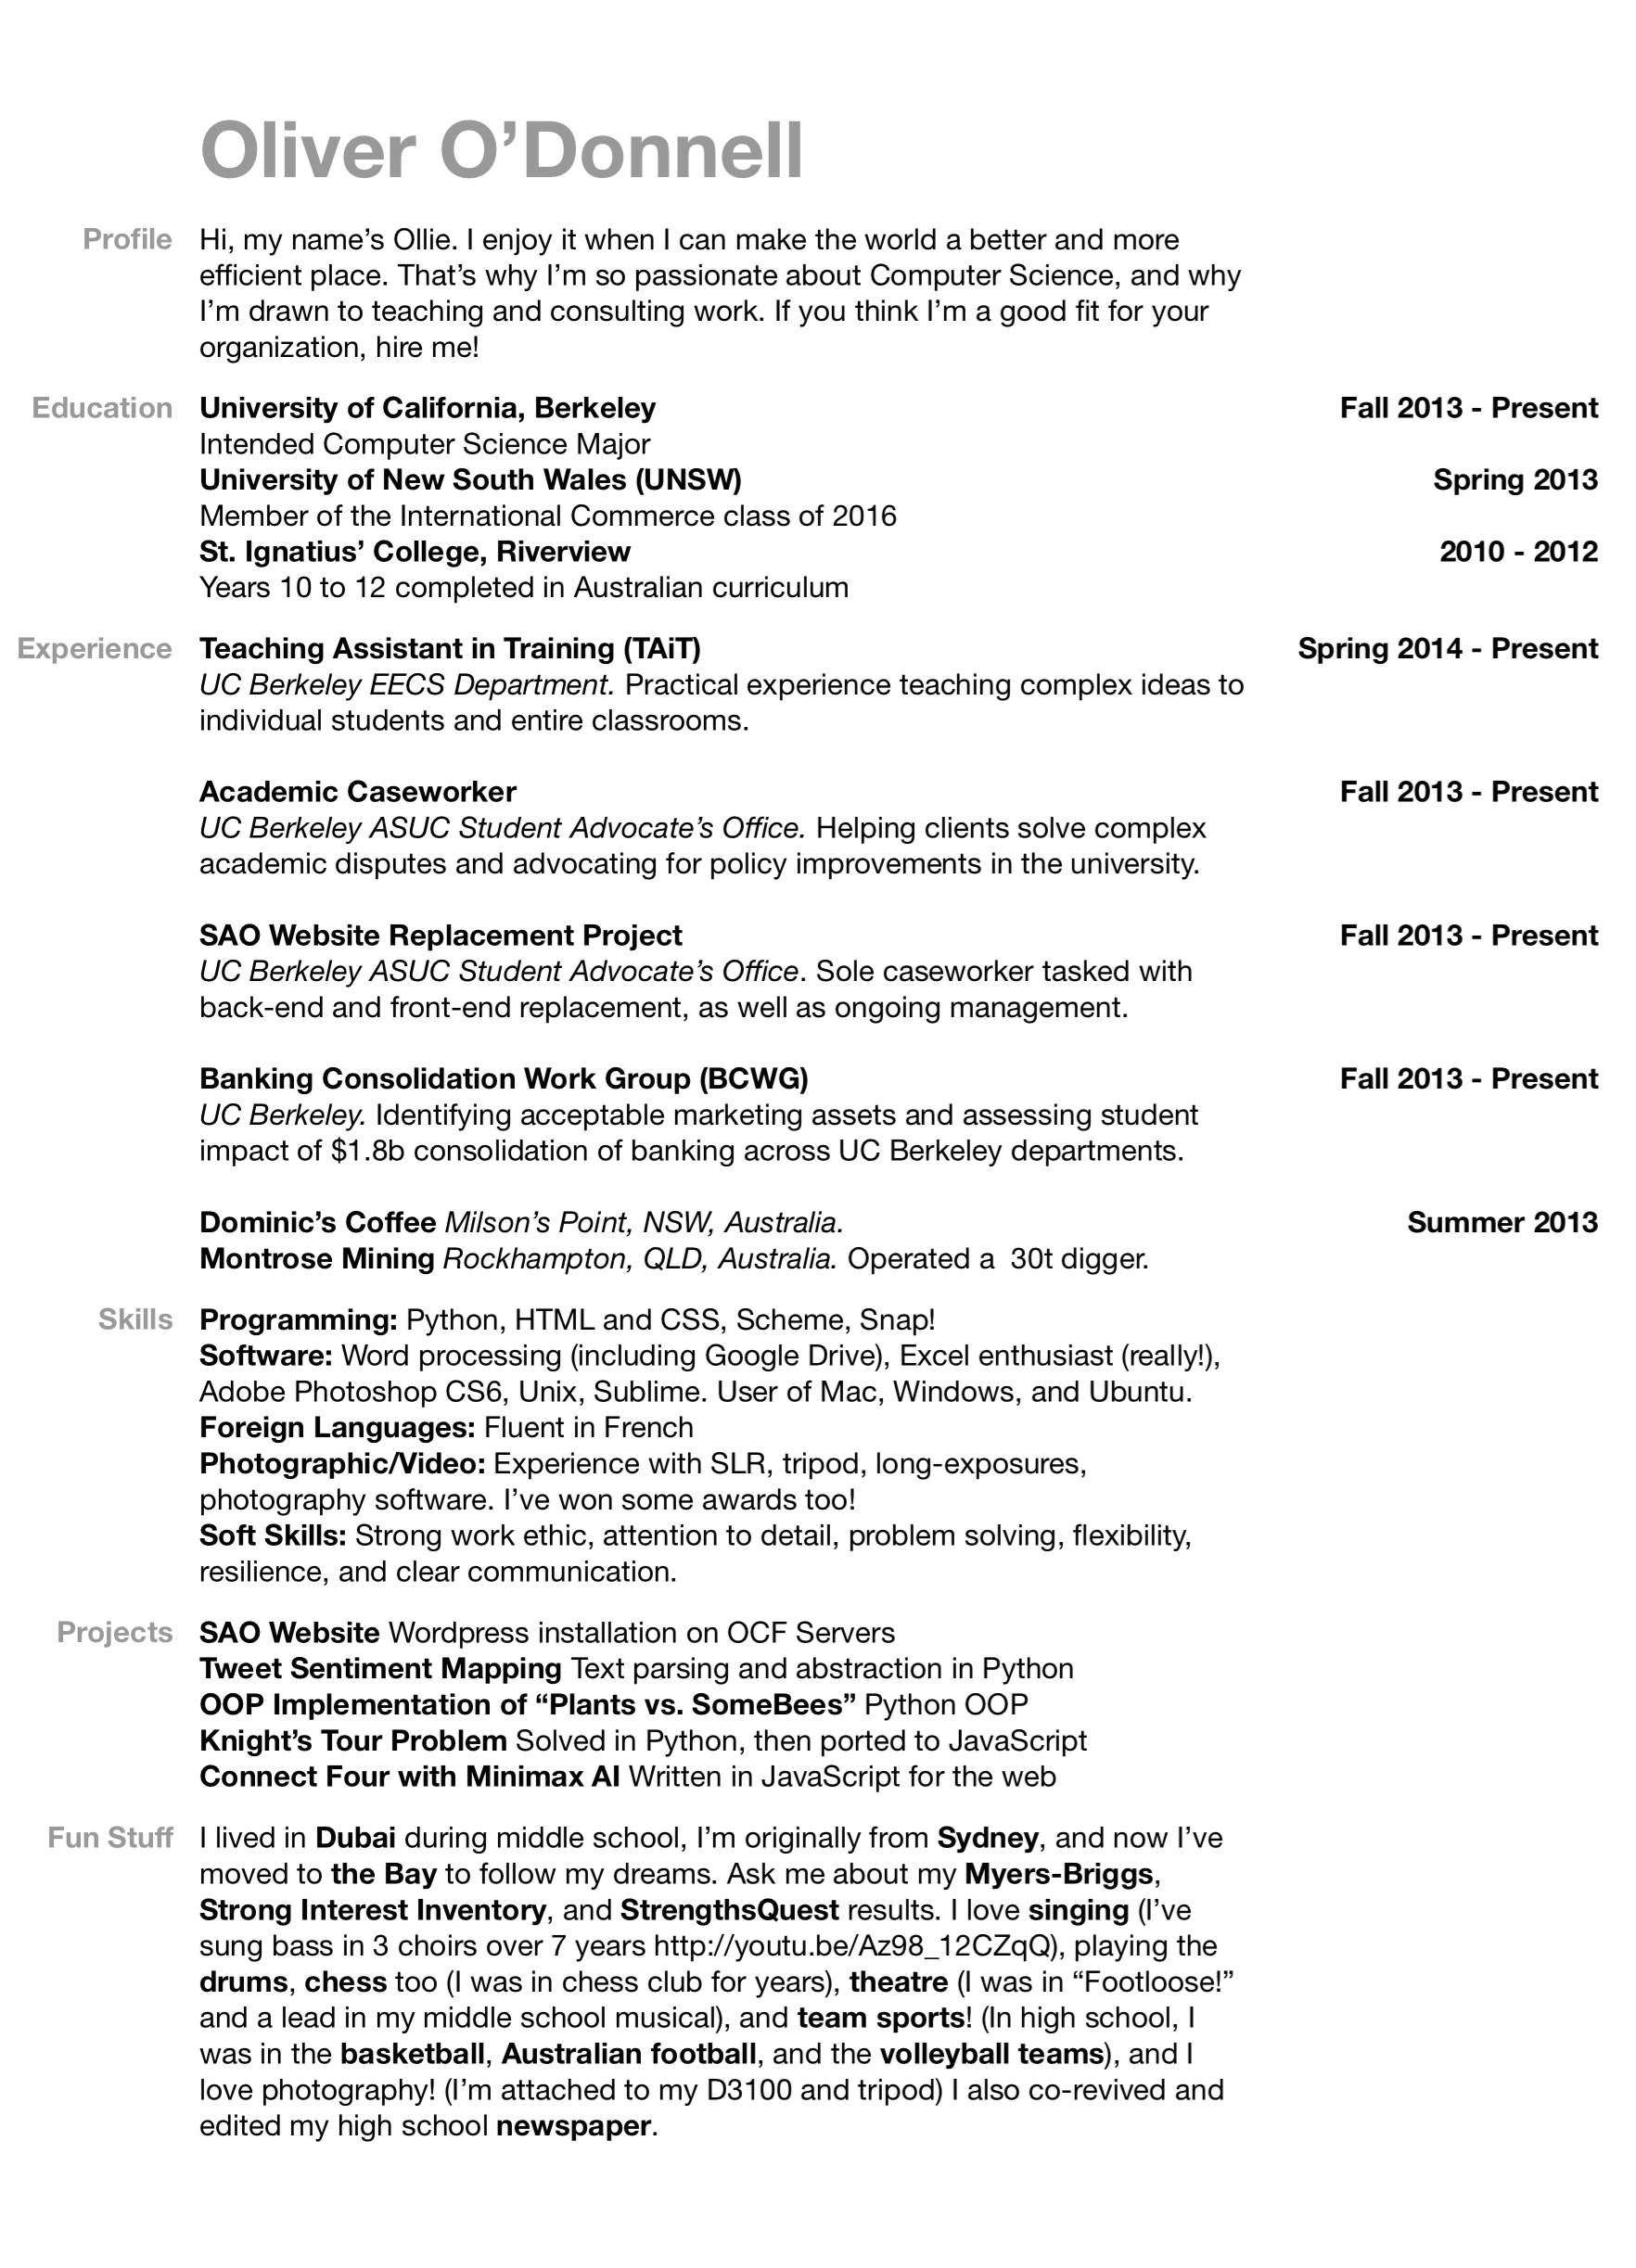 Oliver O’Donnell
Profile Hi, my name’s Ollie. I enjoy it when I can make the world a better and more
efficient place. That’s why I’m so passionate about Computer Science, and why
I’m drawn to teaching and consulting work. If you think I’m a good fit for your
organization, hire me!
Education University of California, Berkeley Fall 2013 - Present
Intended Computer Science Major
University of New South Wales (UNSW) Spring 2013
Member of the International Commerce class of 2016
St. Ignatius’ College, Riverview 2010 - 2012
Years 10 to 12 completed in Australian curriculum
Experience Teaching Assistant in Training (TAiT) Spring 2014 - Present
UC Berkeley EECS Department. Practical experience teaching complex ideas to
individual students and entire classrooms.
Academic Caseworker Fall 2013 - Present
UC Berkeley ASUC Student Advocate’s Office. Helping clients solve complex
academic disputes and advocating for policy improvements in the university.
SAO Website Replacement Project Fall 2013 - Present
UC Berkeley ASUC Student Advocate’s Office. Sole caseworker tasked with
back-end and front-end replacement, as well as ongoing management.
Banking Consolidation Work Group (BCWG) Fall 2013 - Present
UC Berkeley. Identifying acceptable marketing assets and assessing student
impact of $1.8b consolidation of banking across UC Berkeley departments.
Dominic’s Coffee Milson’s Point, NSW, Australia. Summer 2013
Montrose Mining Rockhampton, QLD, Australia. Operated a  30t digger.
Skills Programming: Python, HTML and CSS, Scheme, Snap!
Software: Word processing (including Google Drive), Excel enthusiast (really!),
Adobe Photoshop CS6, Unix, Sublime. User of Mac, Windows, and Ubuntu.
Foreign Languages: Fluent in French
Photographic/Video: Experience with SLR, tripod, long-exposures,
photography software. I’ve won some awards too!
Soft Skills: Strong work ethic, attention to detail, problem solving, flexibility,
resilience, and clear communication.
Projects SAO Website Wordpress installation on OCF Servers
Tweet Sentiment Mapping Text parsing and abstraction in Python
OOP Implementation of “Plants vs. SomeBees” Python OOP
Knight’s Tour Problem Solved in Python, then ported to JavaScript
Connect Four with Minimax AI Written in JavaScript for the web
Fun Stuff I lived in Dubai during middle school, I’m originally from Sydney, and now I’ve
moved to the Bay to follow my dreams. Ask me about my Myers-Briggs,
Strong Interest Inventory, and StrengthsQuest results. I love singing (I’ve
sung bass in 3 choirs over 7 years http://youtu.be/Az98_12CZqQ), playing the
drums, chess too (I was in chess club for years), theatre (I was in “Footloose!”
and a lead in my middle school musical), and team sports! (In high school, I
was in the basketball, Australian football, and the volleyball teams), and I
love photography! (I’m attached to my D3100 and tripod) I also co-revived and
edited my high school newspaper.